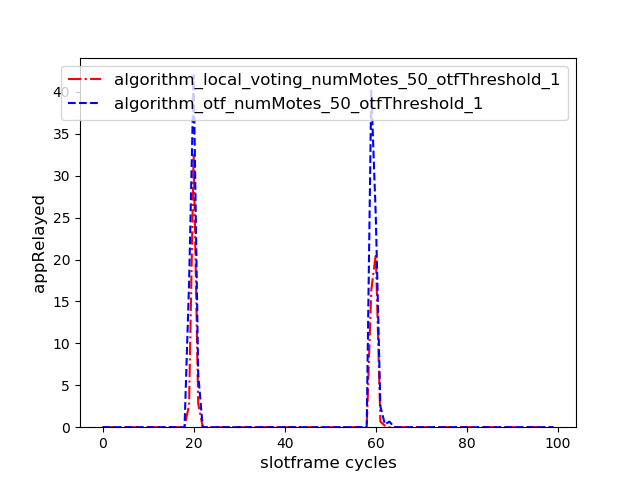 algorithm_local_voting_numMotes_50_otfThreshold_1
algorithm_otf_numMotes_50_otfThreshold_1
40
35
30
25
20
15
10
5
0
appRelayed
0 20 40 60 80 100
slotframe cycles